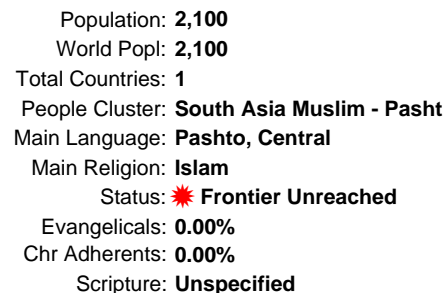 Population: 2,100
World Popl: 2,100
Total Countries: 1
People Cluster: South Asia Muslim - Pasht
Main Language: Pashto, Central
Main Religion: Islam
Status: Frontier Unreached
Evangelicals: 0.00%
Chr Adherents: 0.00%
Scripture: Unspecified